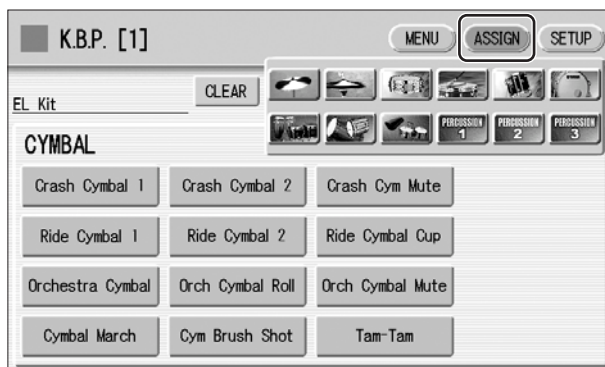 K.B.P. [1] MENU ASSIGN SETUP
EL Kit CLEAR
PERCUSSION 1 PERCUSSION 2 PERCUSSION 3
CYMBAL
Crash Cymbal 1 Crash Cymbal 2 Crash Cym Mute
Ride Cymbal 1 Ride Cymbal 2 Ride Cymbal Cup
Orchestra Cymbal Orch Cymbal Roll Orch Cymbal Mute
Cymbal March Cym Brush Shot Tam-Tam